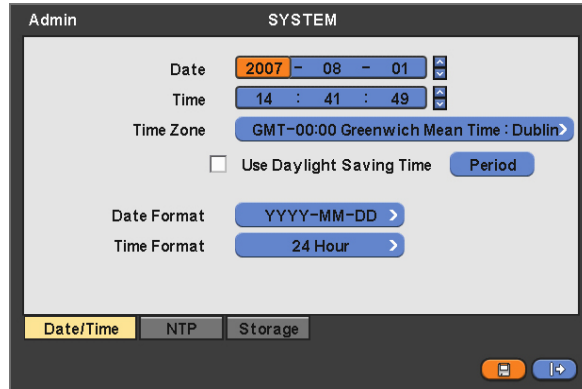 Admin SYSTEM
Date 2007 - 08 - 01
Time 14 : 41 : 49
Time Zone GMT-00:00 Greenwich Mean Time : Dublin
Use Daylight Saving Time Period
Date Format YYYY-MM-DD
Time Format 24 Hour
Date/Time NTP Storage